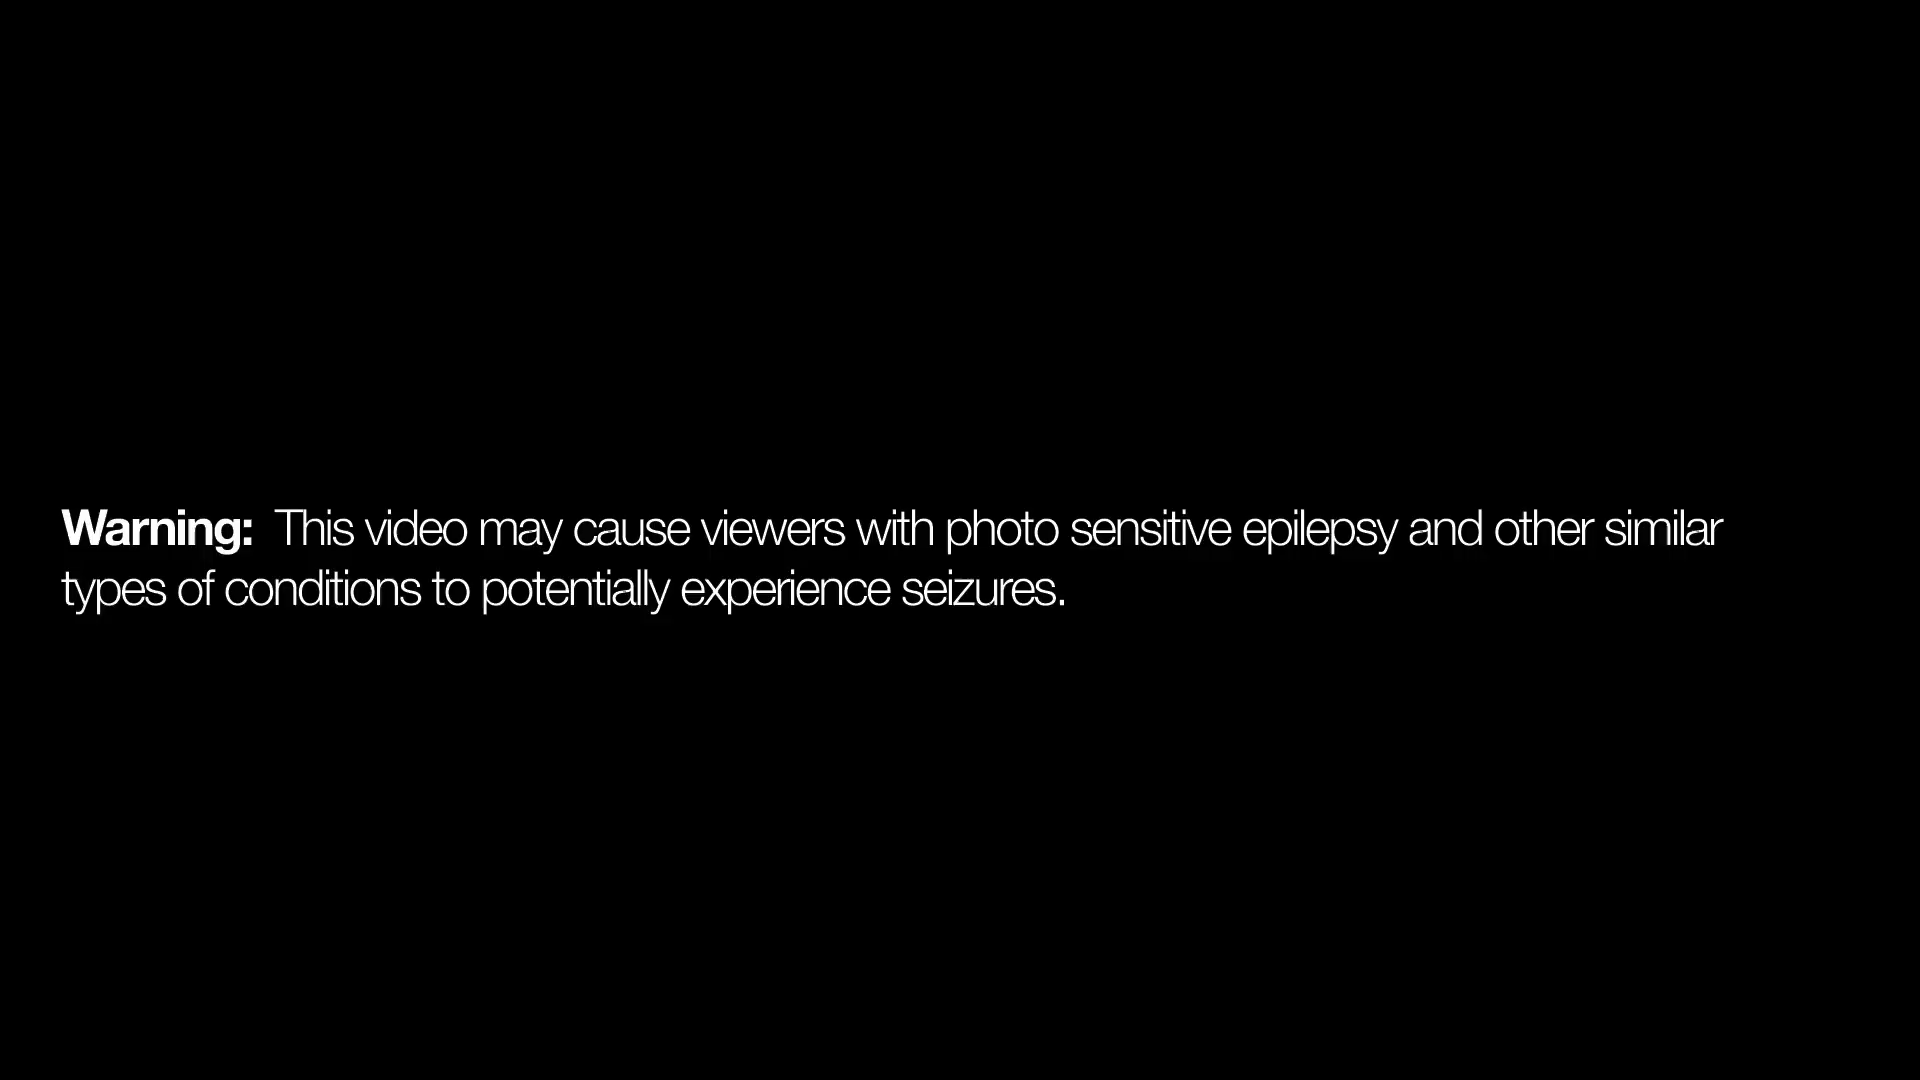 Warning: This video may cause viewers with photo sensitive epilepsy and other similar
types of conditions to potentially experience seizures.